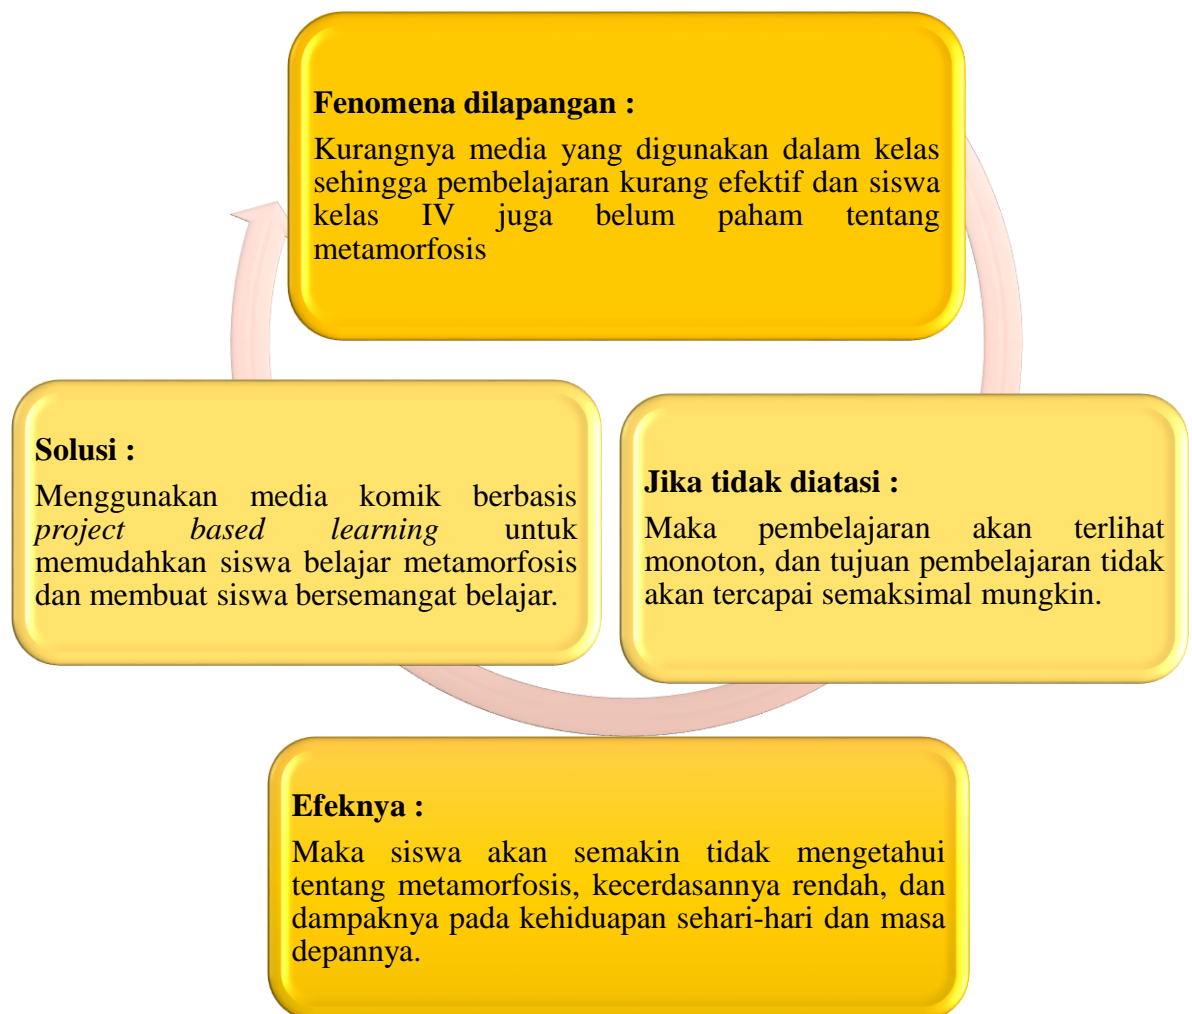 Fenomena dilapangan :
Kurangnya media yang digunakan dalam kelas
sehingga pembelajaran kurang efektif dan siswa
kelas IV juga belum paham tentang
metamorfosis
Jika tidak diatasi :
Maka pembelajaran akan terlihat
monoton, dan tujuan pembelajaran tidak
akan tercapai semaksimal mungkin.
Efeknya :
Maka siswa akan semakin tidak mengetahui
tentang metamorfosis, kecerdasannya rendah, dan
dampaknya pada kehiduapan sehari-hari dan masa
depannya.
Solusi :
Menggunakan media komik berbasis
project based learning untuk
memudahkan siswa belajar metamorfosis
dan membuat siswa bersemangat belajar.